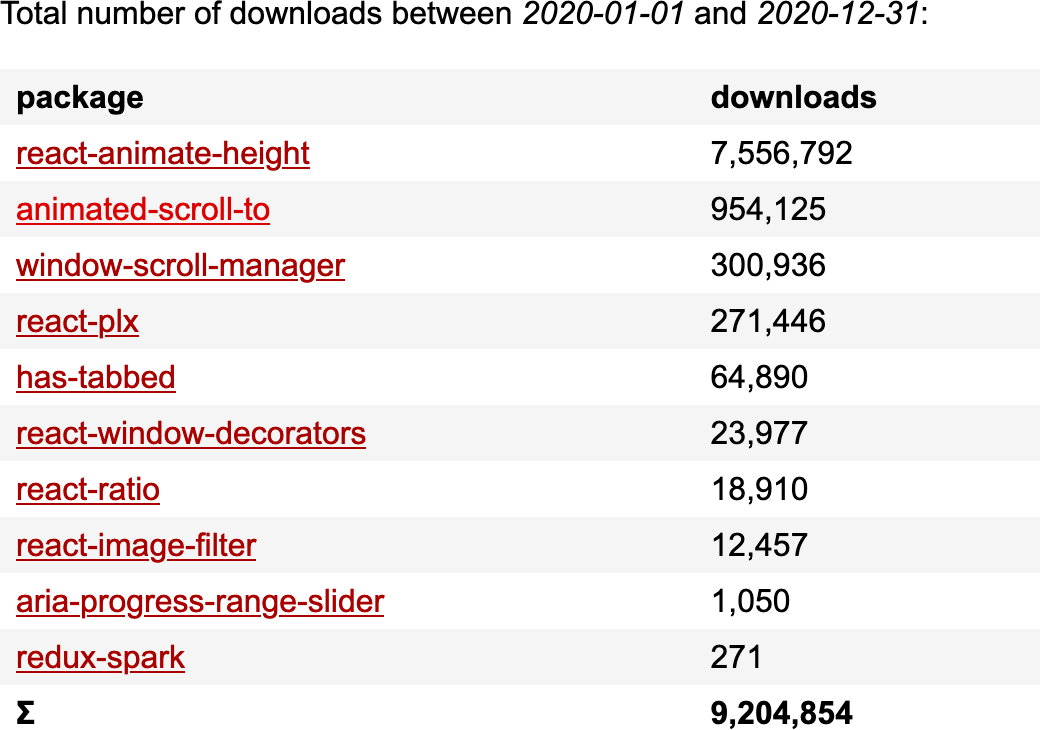 Total number of downloads between 2020-01-01 and 2020-12-31:
package downloads
react-animate-height 7,556,792
animated-scroll-to 954,125
window-scroll-manager 300,936
react-plx 271,446
has-tabbed 64,890
react-window-decorators 23,977
react-ratio 18,910
react-image-filter 12,457
aria-progress-range-slider 1,050
redux-spark 271
Σ 9,204,854